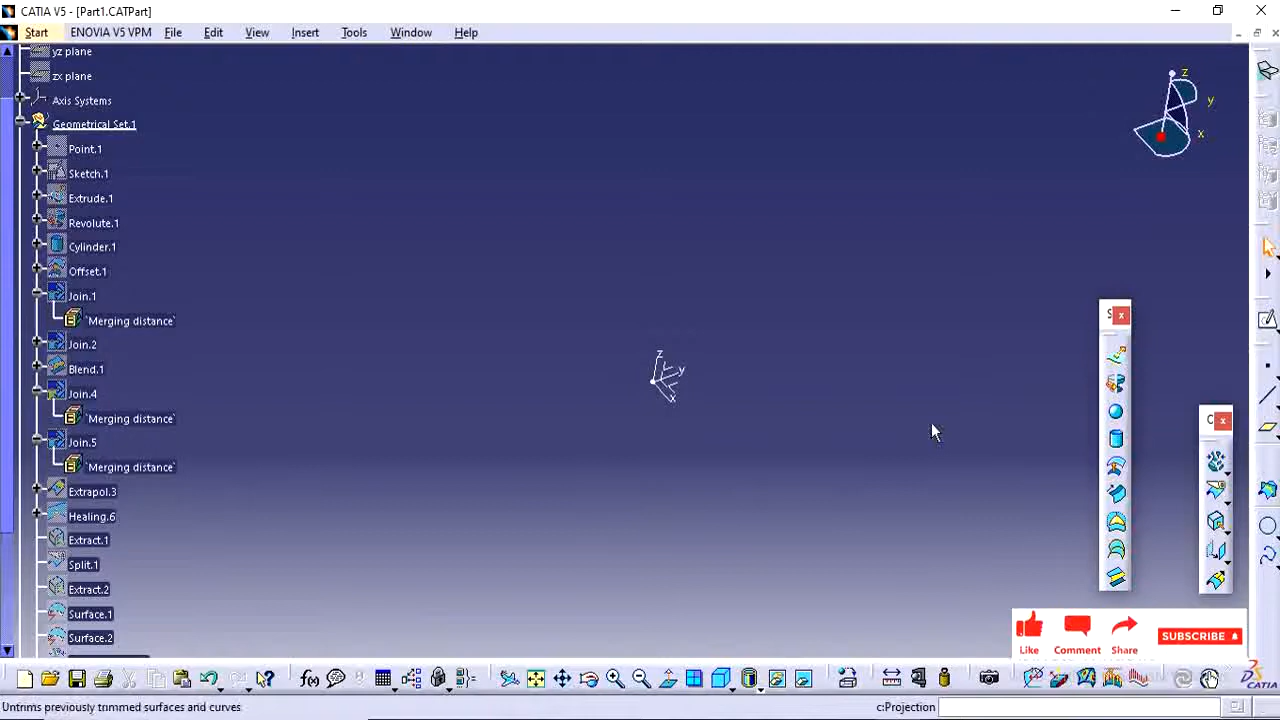 CATIA V5 - [Part1.CATPart]
Start ENOVIA V5 VPM File Edit View Insert Tools Window Help
yz plane
zx plane
Axis Systems
Geometrical Set.1
Point.1
Sketch.1
Extrude.1
Revolute.1
Cylinder.1
Offset.1
Join.1
`Merging distance`
Join.2
Blend.1
Join.4
`Merging distance`
Join.5
`Merging distance`
Extrapol.3
Healing.6
Extract.1
Split.1
Extract.2
Surface.1
Surface.2
z
y
x
z
y
x
S x
O x
Like Comment Share SUBSCRIBE
f(x)
CATIA
Untrims previously trimmed surfaces and curves c:Projection